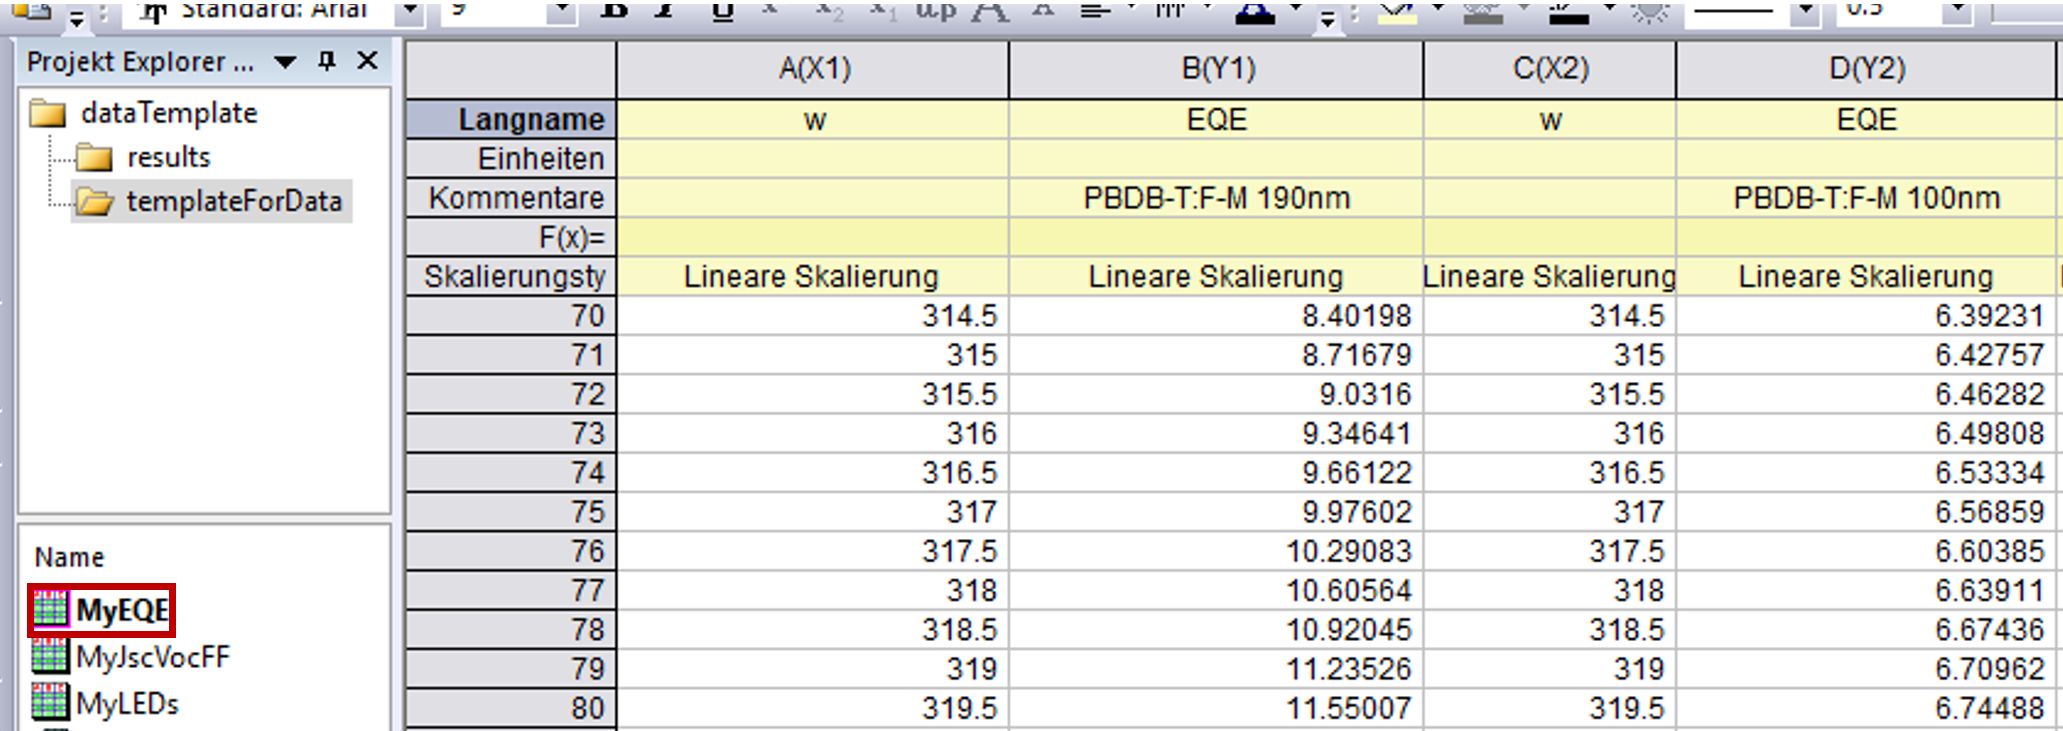 Standard: Arial 9 B I U x x₂ x₁ αβ A A A 0.5
Projekt Explorer ...
dataTemplate
results
templateForData
Name
MyEQE
MyJscVocFF
MyLEDs
A(X1) B(Y1) C(X2) D(Y2)
Langname w EQE w EQE
Einheiten
Kommentare PBDB-T:F-M 190nm PBDB-T:F-M 100nm
F(x)=
Skalierungsty Lineare Skalierung Lineare Skalierung Lineare Skalierung Lineare Skalierung
70 314.5 8.40198 314.5 6.39231
71 315 8.71679 315 6.42757
72 315.5 9.0316 315.5 6.46282
73 316 9.34641 316 6.49808
74 316.5 9.66122 316.5 6.53334
75 317 9.97602 317 6.56859
76 317.5 10.29083 317.5 6.60385
77 318 10.60564 318 6.63911
78 318.5 10.92045 318.5 6.67436
79 319 11.23526 319 6.70962
80 319.5 11.55007 319.5 6.74488